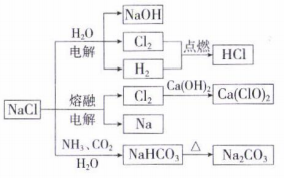 NaOH
H₂O
电解
Cl₂
点燃
HCl
H₂
NaCl
熔融
电解
Cl₂
Ca(OH)₂
Ca(ClO)₂
Na
NH₃、CO₂
H₂O
NaHCO₃
△
Na₂CO₃